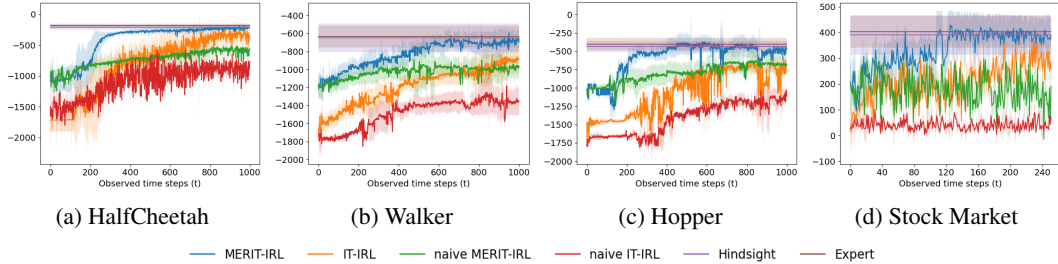 0
−500
−1000
−1500
−2000
0 200 400 600 800 1000
Observed time steps (t)
(a) HalfCheetah
−400
−600
−800
−1000
−1200
−1400
−1600
−1800
−2000
0 200 400 600 800 1000
Observed time steps (t)
(b) Walker
0
−250
−500
−750
−1000
−1250
−1500
−1750
−2000
0 200 400 600 800 1000
Observed time steps (t)
(c) Hopper
500
400
300
200
100
0
−100
0 40 80 120 160 200 240
Observed time steps (t)
(d) Stock Market
MERIT-IRL IT-IRL naive MERIT-IRL naive IT-IRL Hindsight Expert